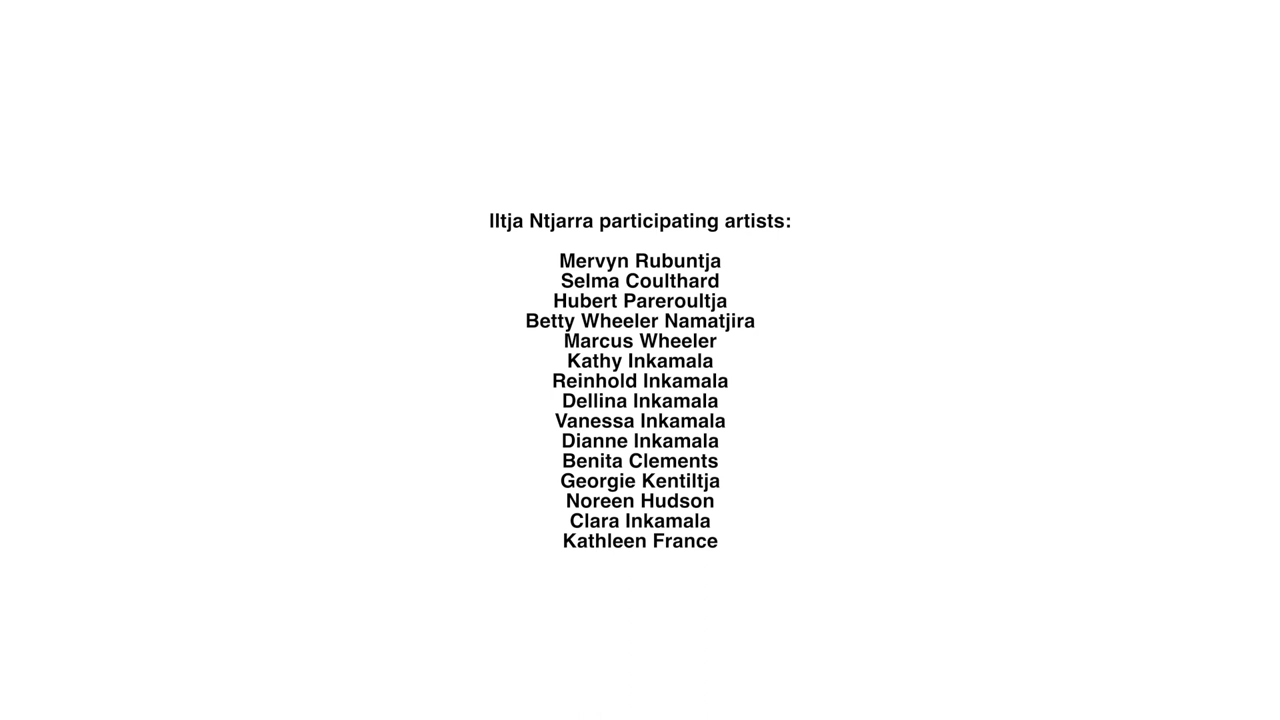 Iltja Ntjarra participating artists:
Mervyn Rubuntja
Selma Coulthard
Hubert Pareroultja
Betty Wheeler Namatjira
Marcus Wheeler
Kathy Inkamala
Reinhold Inkamala
Dellina Inkamala
Vanessa Inkamala
Dianne Inkamala
Benita Clements
Georgie Kentiltja
Noreen Hudson
Clara Inkamala
Kathleen France